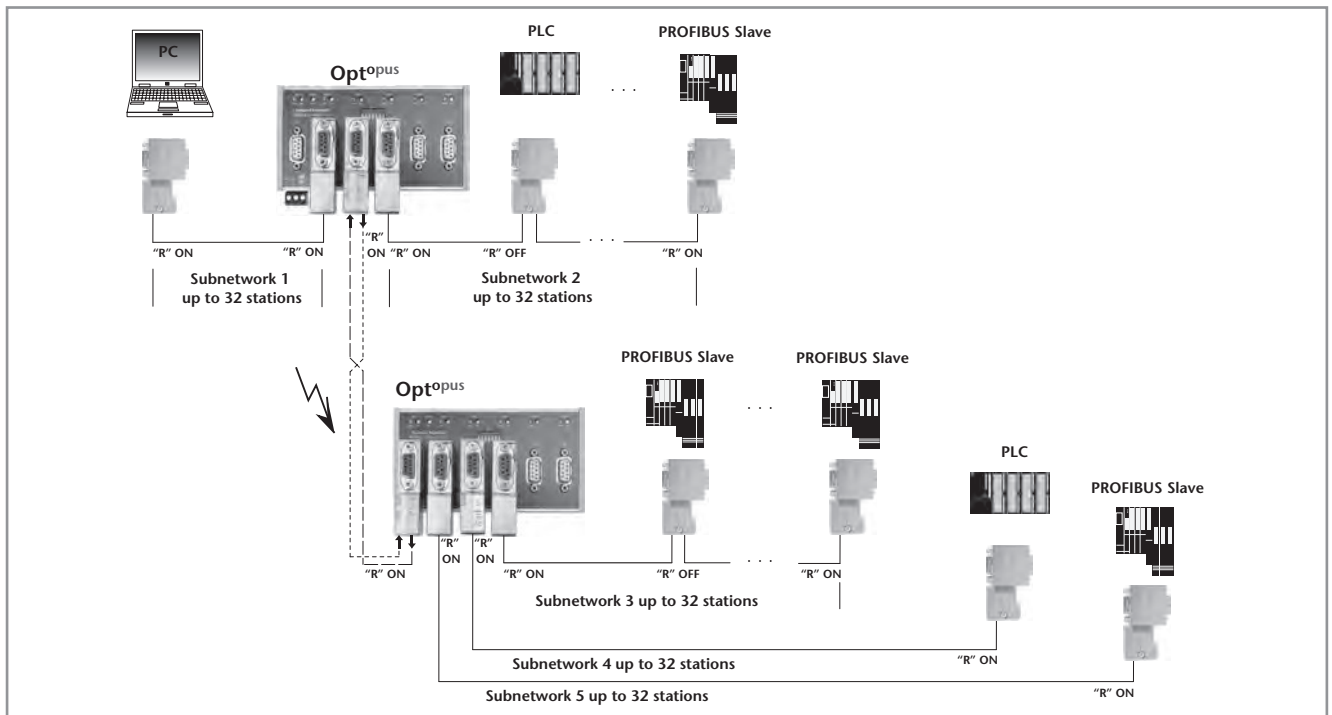 PC
Optopus
PLC
PROFIBUS Slave
. . .
"R" ON
"R" ON
"R"
ON
"R" ON
"R" OFF
. . .
"R" ON
Subnetwork 1
up to 32 stations
Subnetwork 2
up to 32 stations
Optopus
PROFIBUS Slave
PROFIBUS Slave
. . .
PLC
PROFIBUS Slave
"R" ON
"R"
ON
"R"
ON
"R" ON
"R" OFF
. . .
"R" ON
Subnetwork 3 up to 32 stations
Subnetwork 4 up to 32 stations
"R" ON
Subnetwork 5 up to 32 stations
"R" ON